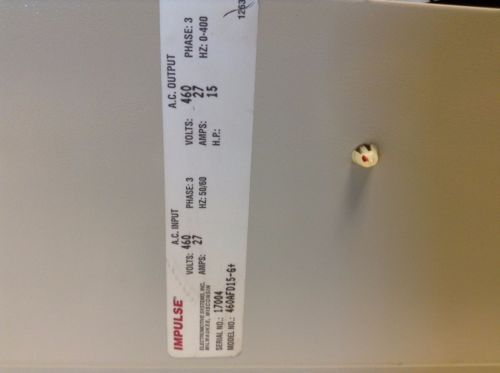 IMPULSE
ELECTROMOTIVE SYSTEMS, INC.
MILWAUKEE, WISCONSIN
SERIAL NO.: 17004
MODEL NO.: 460AFD15-G+
A.C. INPUT
VOLTS: 460 PHASE: 3
AMPS: 27 HZ: 50/60
A.C. OUTPUT
VOLTS: 460 PHASE: 3
AMPS: 27 HZ: 0-400
H.P.: 15